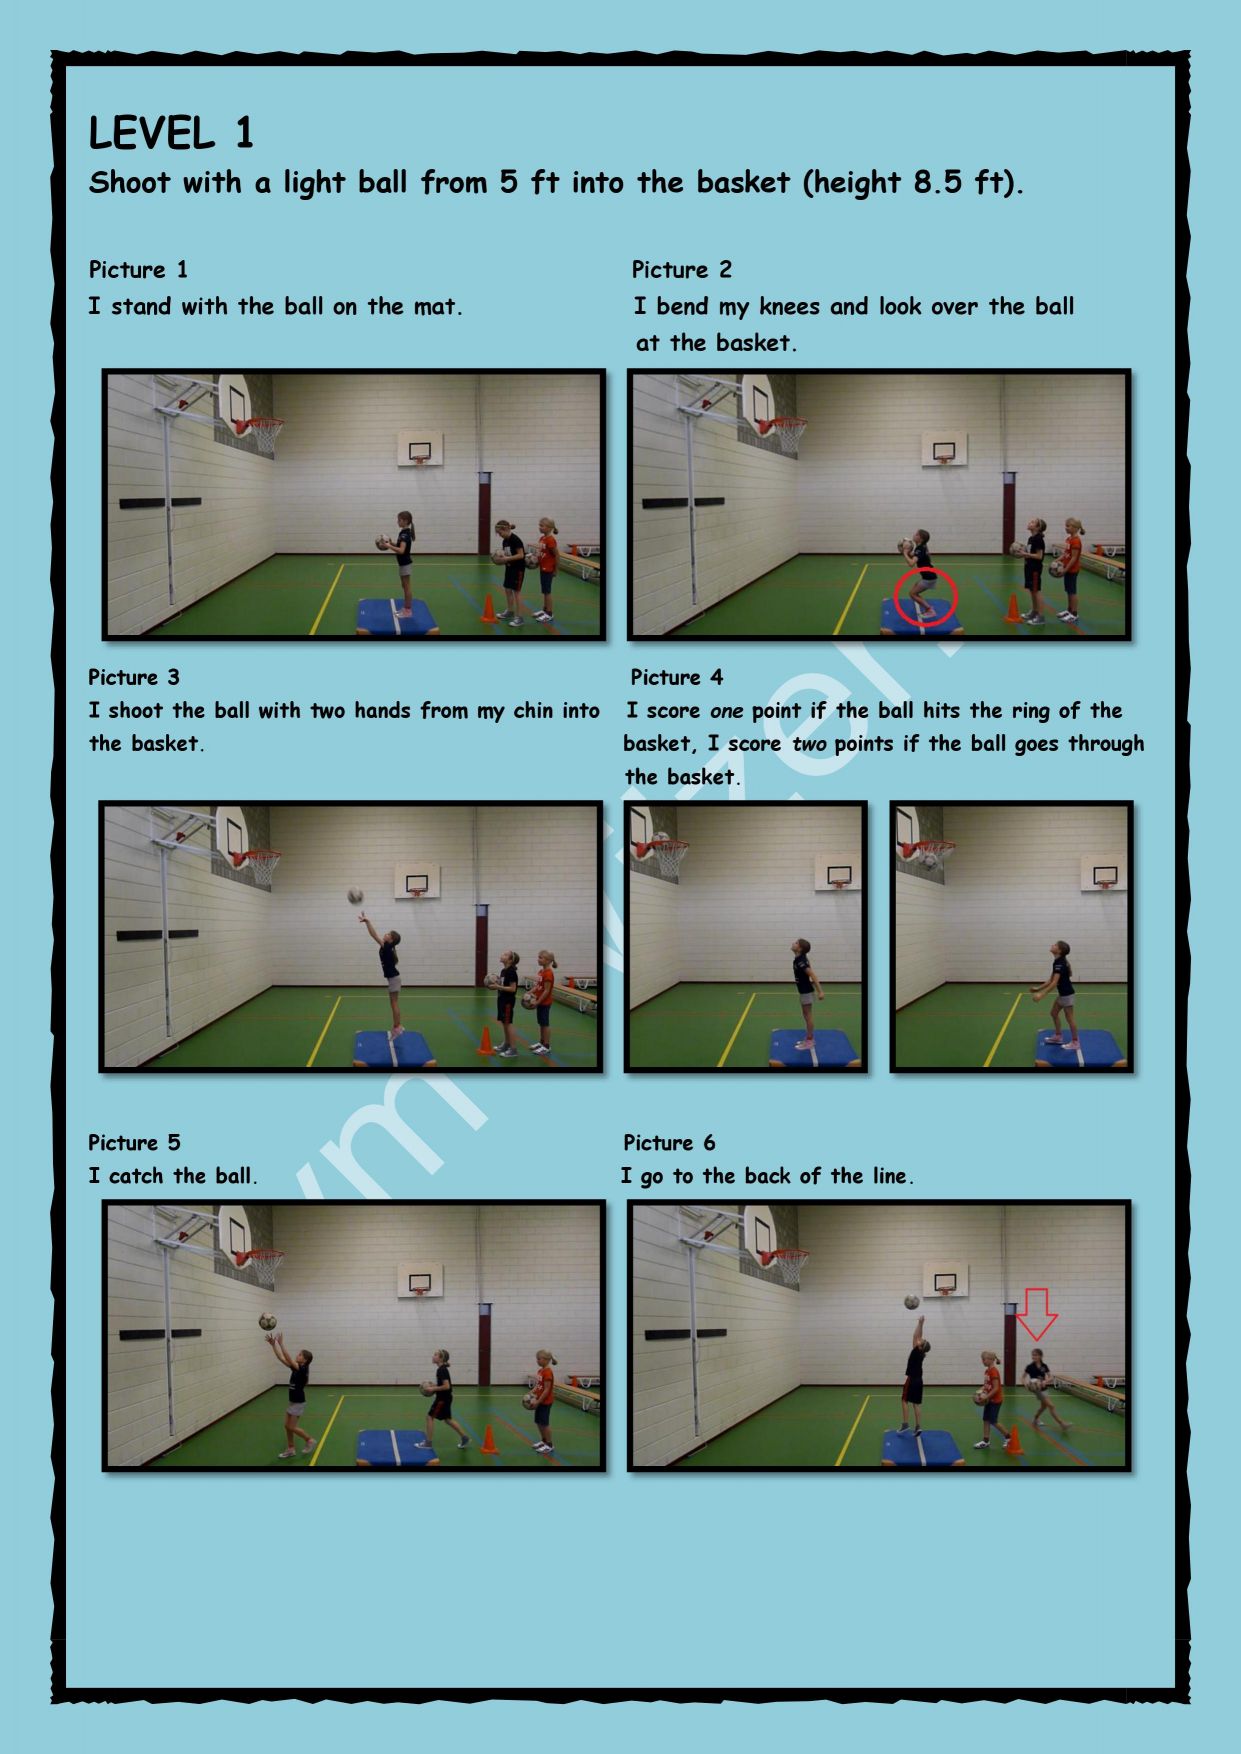 LEVEL 1
Shoot with a light ball from 5 ft into the basket (height 8.5 ft).
Picture 1
I stand with the ball on the mat.
Picture 2
I bend my knees and look over the ball
at the basket.
Picture 3
I shoot the ball with two hands from my chin into
the basket.
Picture 4
I score one point if the ball hits the ring of the
basket, I score two points if the ball goes through
the basket.
Picture 5
I catch the ball.
Picture 6
I go to the back of the line.